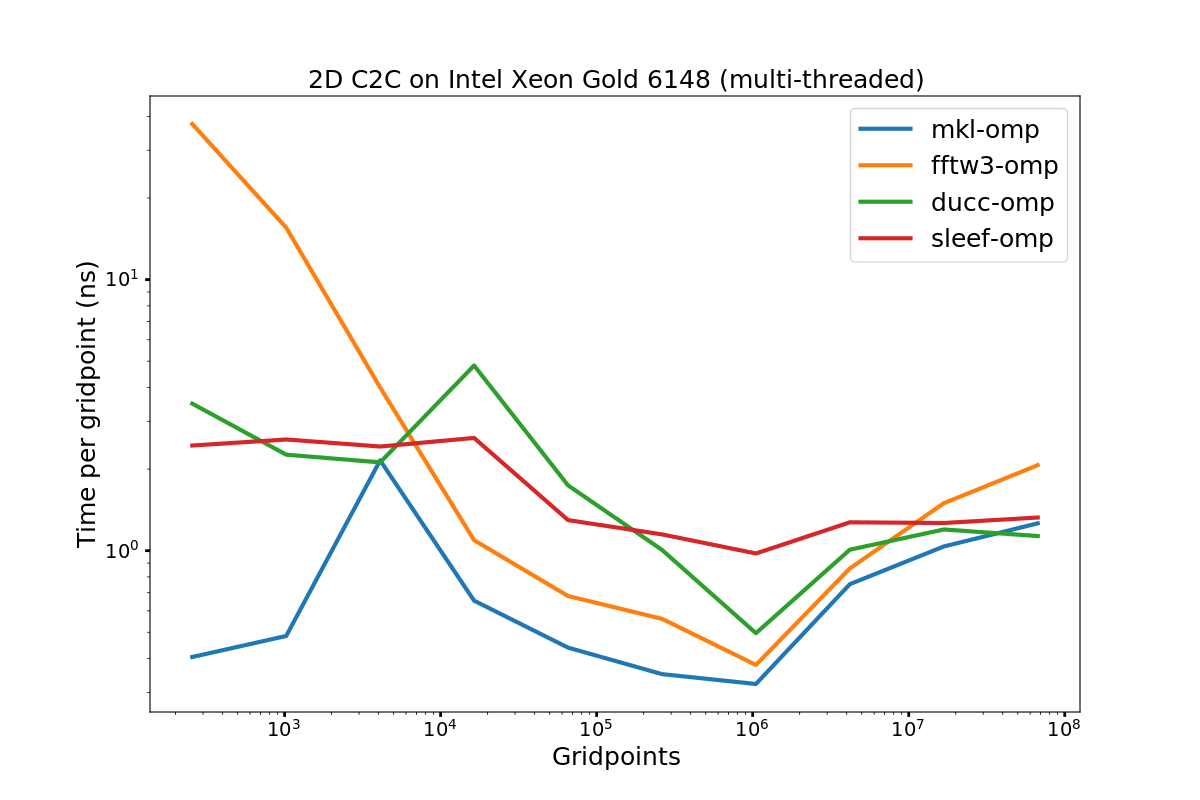 2D C2C on Intel Xeon Gold 6148 (multi-threaded)
mkl-omp
fftw3-omp
ducc-omp
sleef-omp
Time per gridpoint (ns)
10¹
10⁰
10³ 10⁴ 10⁵ 10⁶ 10⁷ 10⁸
Gridpoints